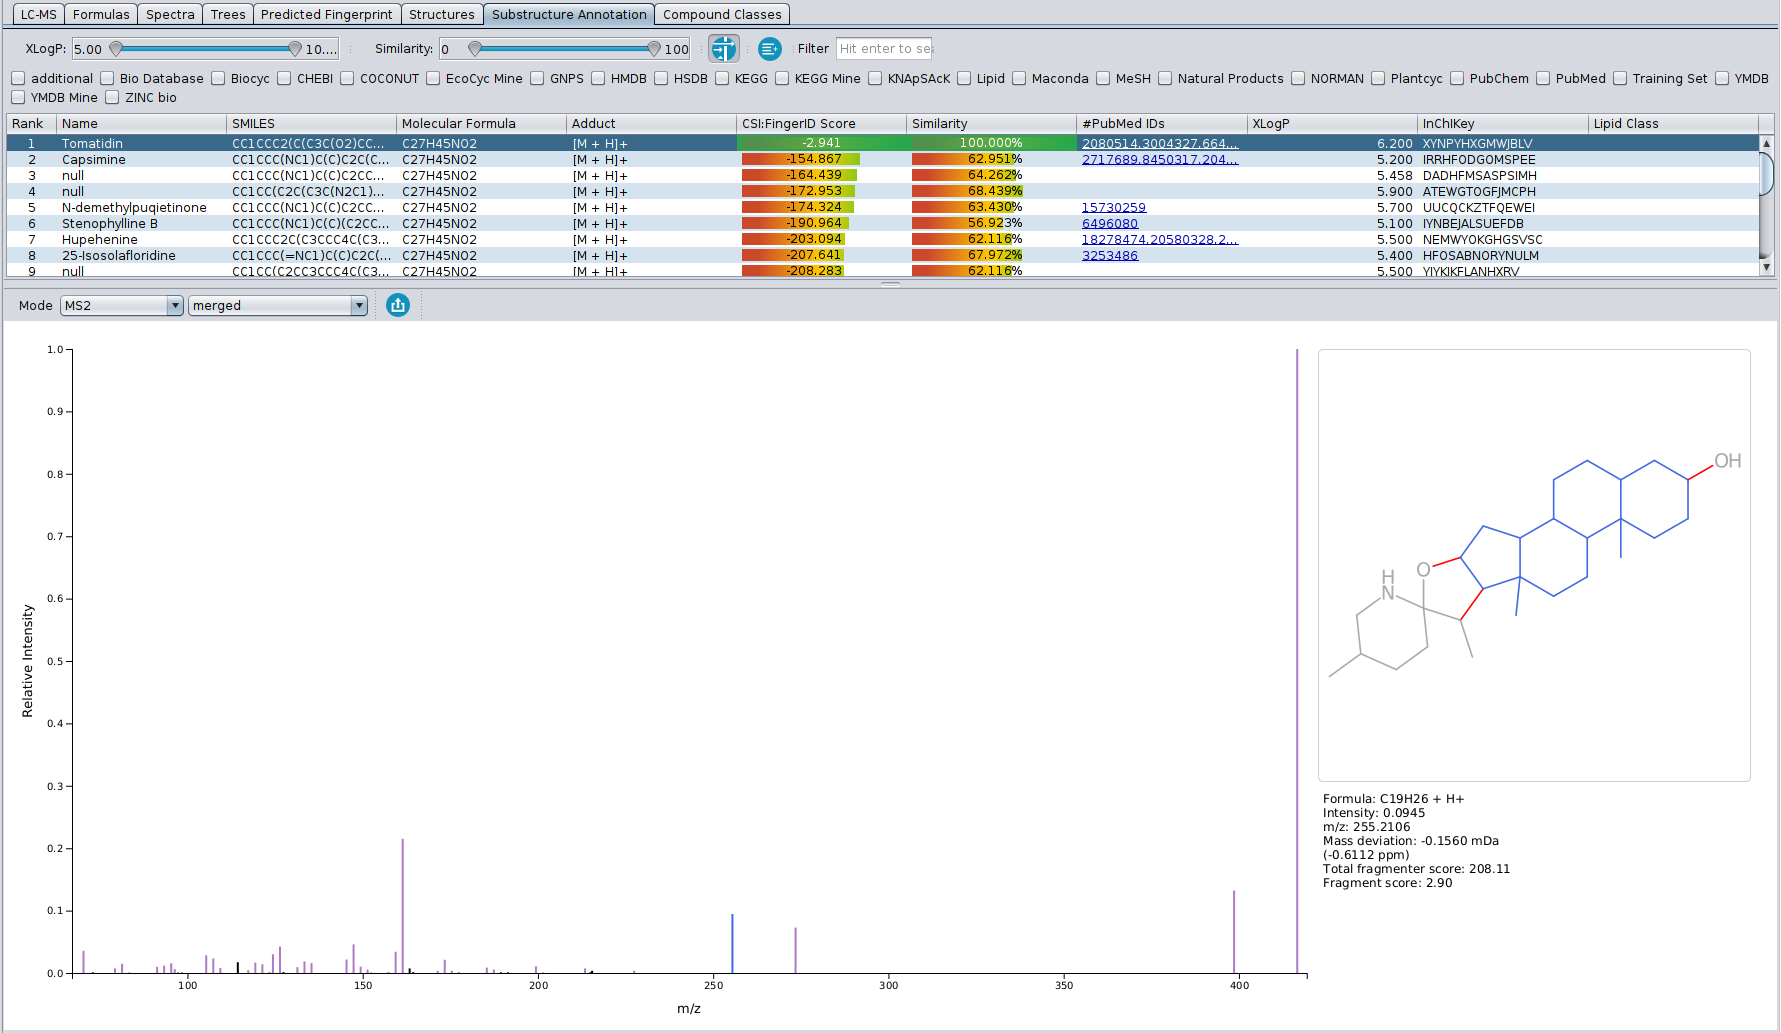 LC-MS Formulas Spectra Trees Predicted Fingerprint Structures Substructure Annotation Compound Classes
XLogP: 5.00 10.... Similarity: 0 100 Filter Hit enter to sea
additional Bio Database Biocyc CHEBI COCONUT EcoCyc Mine GNPS HMDB HSDB KEGG KEGG Mine KNApSAcK Lipid Maconda MeSH Natural Products NORMAN Plantcyc PubChem PubMed Training Set YMDB
YMDB Mine ZINC bio
Rank Name SMILES Molecular Formula Adduct CSI:FingerID Score Similarity #PubMed IDs XLogP InChIKey Lipid Class
1 Tomatidin CC1CCC2(C(C3C(O2)CC... C27H45NO2 [M + H]+ -2.941 100.000% 2080514.3004327.664... 6.200 XYNPYHXGMWJBLV
2 Capsimine CC1CCC(NC1)C(C)C2C(C... C27H45NO2 [M + H]+ -154.867 62.951% 2717689.8450317.204... 5.200 IRRHFODGOMSPEE
3 null CC1CCC(NC1)C(C)C2CC... C27H45NO2 [M + H]+ -164.439 64.262% 5.458 DADHFMSASPSIMH
4 null CC1CC(C2C(C3C(N2C1)... C27H45NO2 [M + H]+ -172.953 68.439% 5.900 ATEWGTOGFJMCPH
5 N-demethylpuqietinone CC1CCC(NC1)C(C)C2CC... C27H45NO2 [M + H]+ -174.324 63.430% 15730259 5.700 UUCQCKZTFQEWEI
6 Stenophylline B CC1CCC(NC1)C(C)(C2CC... C27H45NO2 [M + H]+ -190.964 56.923% 6496080 5.100 IYNBEJALSUEFDB
7 Hupehenine CC1CCC2C(C3CCC4C(C3... C27H45NO2 [M + H]+ -203.094 62.116% 18278474.20580328.2... 5.500 NEMWYOKGHGSVSC
8 25-Isosolafloridine CC1CCC(=NC1)C(C)C2C(... C27H45NO2 [M + H]+ -207.641 67.972% 3253486 5.400 HFOSABNORYNULM
9 null CC1CC(C2CC3CCC4C(C3... C27H45NO2 [M + H]+ -208.283 62.116% 5.500 YIYKIKFLANHXRV
Mode MS2 merged
1.0
0.9
0.8
0.7
0.6
0.5
0.4
0.3
0.2
0.1
0.0
100 150 200 250 300 350 400
m/z
Relative Intensity
OH
O
H
N
Formula: C19H26 + H+
Intensity: 0.0945
m/z: 255.2106
Mass deviation: -0.1560 mDa
(-0.6112 ppm)
Total fragmenter score: 208.11
Fragment score: 2.90